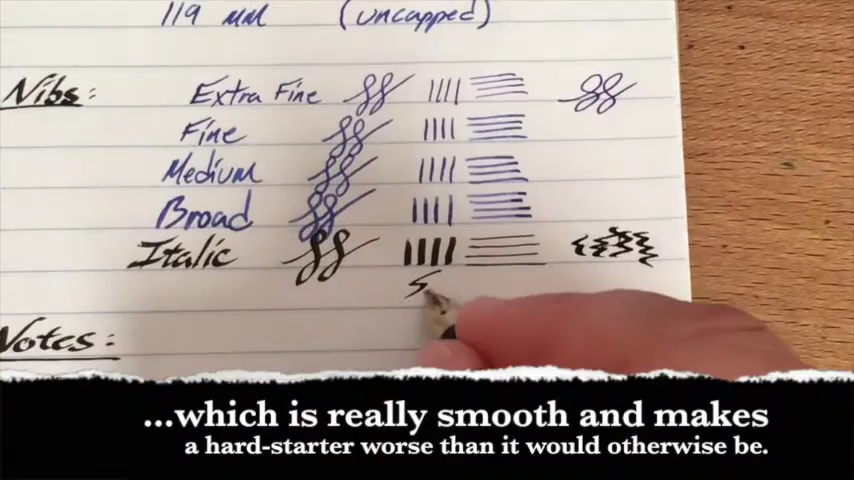 119 mm (uncapped)
Nibs: Extra Fine
Fine
Medium
Broad
Italic
Notes:
...which is really smooth and makes
a hard-starter worse than it would otherwise be.